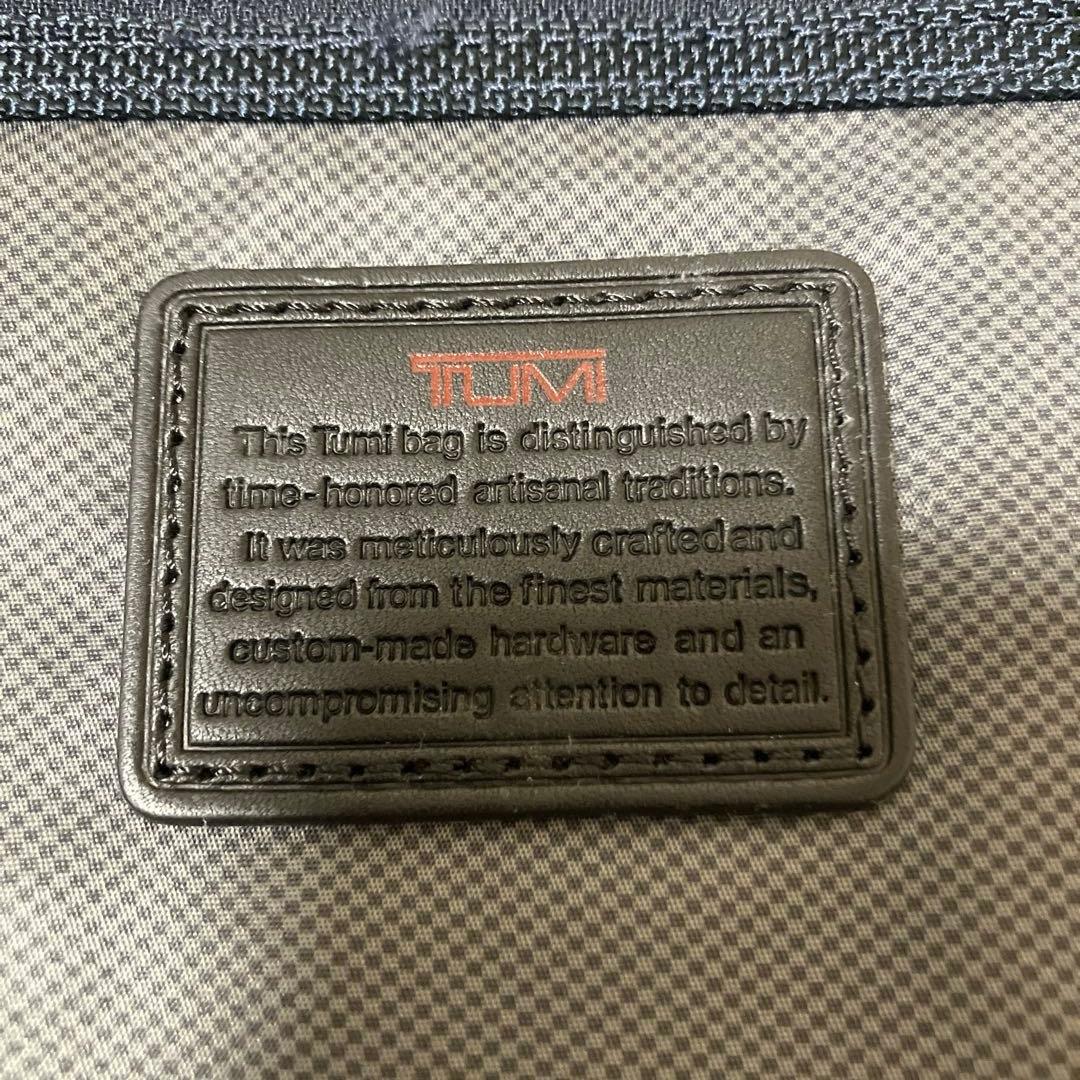 TUMI
This Tumi bag is distinguished by
time-honored artisanal traditions.
It was meticulously crafted and
designed from the finest materials,
custom-made hardware and an
uncompromising attention to detail.